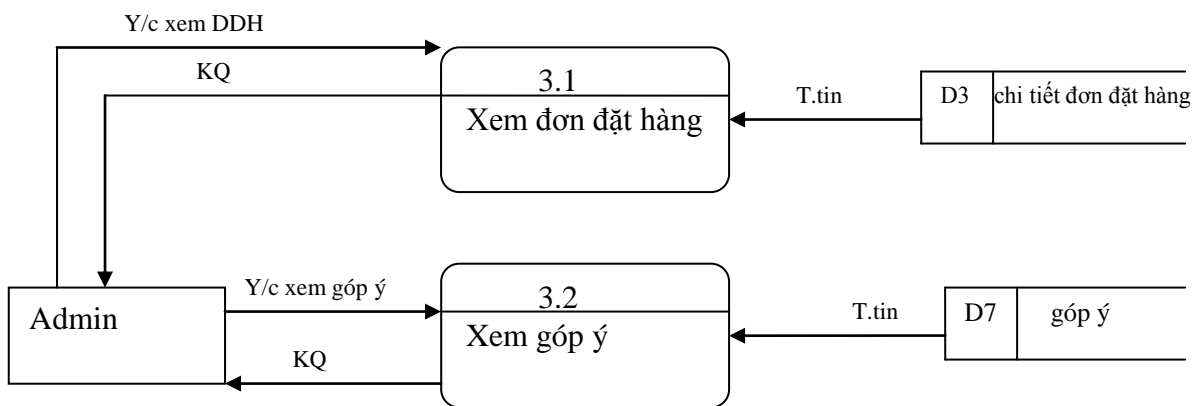 Y/c xem DDH
KQ
3.1
Xem đơn đặt hàng
T.tin
D3
chi tiết đơn đặt hàng
Admin
Y/c xem góp ý
KQ
3.2
Xem góp ý
T.tin
D7
góp ý